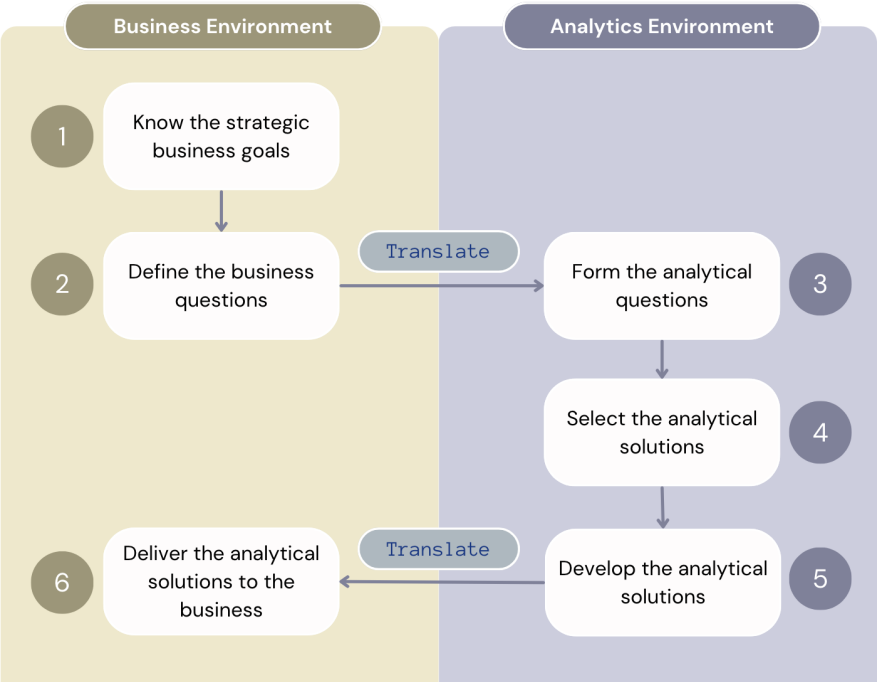 Business Environment
Analytics Environment
1
Know the strategic
business goals
2
Define the business
questions
Translate
Form the analytical
questions
3
Select the analytical
solutions
4
Develop the analytical
solutions
5
Translate
6
Deliver the analytical
solutions to the
business